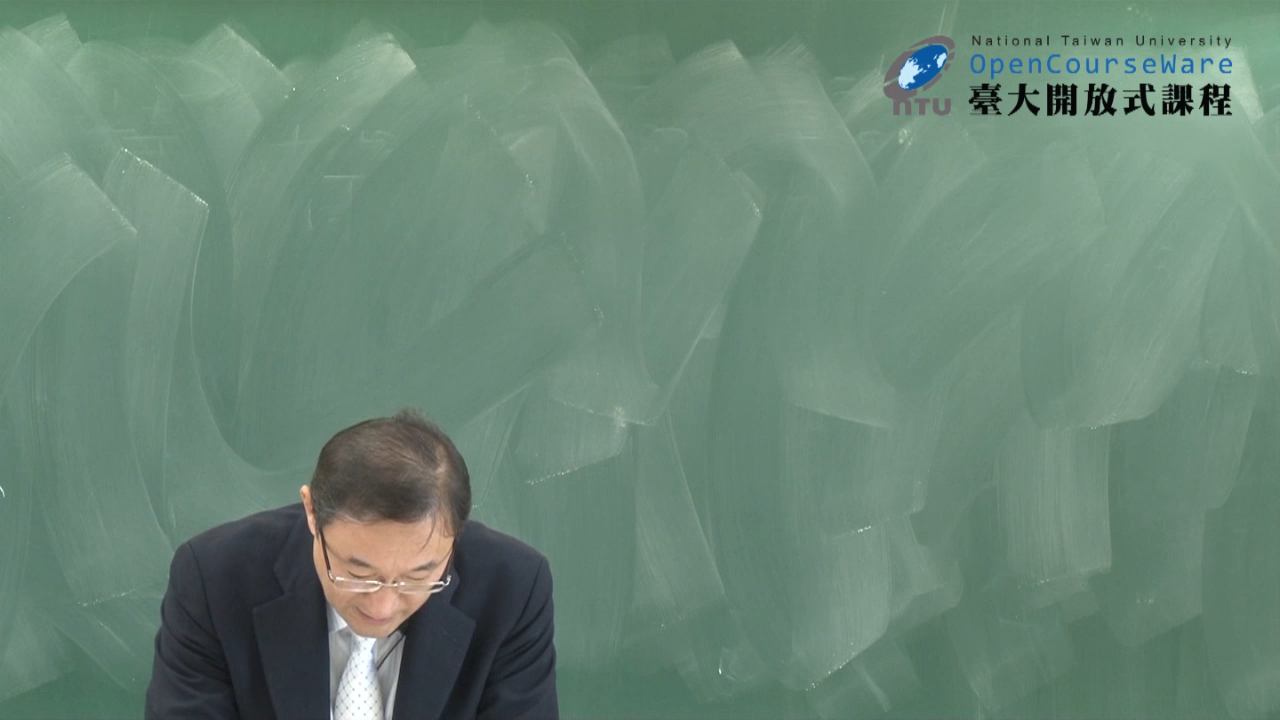 National Taiwan University
OpenCourseWare
臺大開放式課程
NTU